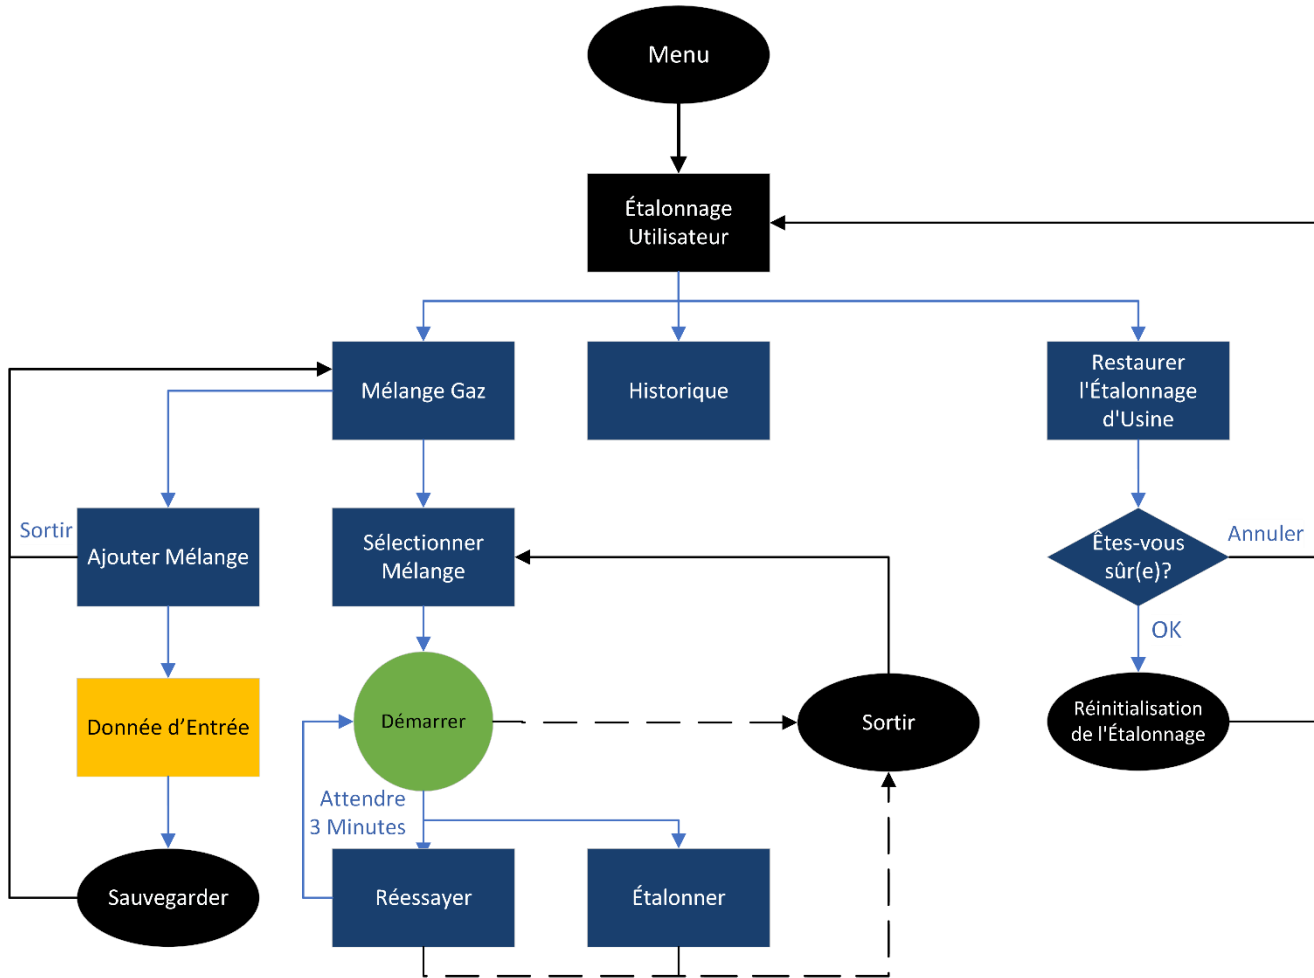 Menu
Étalonnage
Utilisateur
Mélange Gaz
Historique
Restaurer
l'Étalonnage
d'Usine
Sortir
Ajouter Mélange
Sélectionner
Mélange
Êtes-vous
sûr(e)?
Annuler
OK
Donnée d’Entrée
Démarrer
Sortir
Réinitialisation
de l'Étalonnage
Attendre
3 Minutes
Sauvegarder
Réessayer
Étalonner